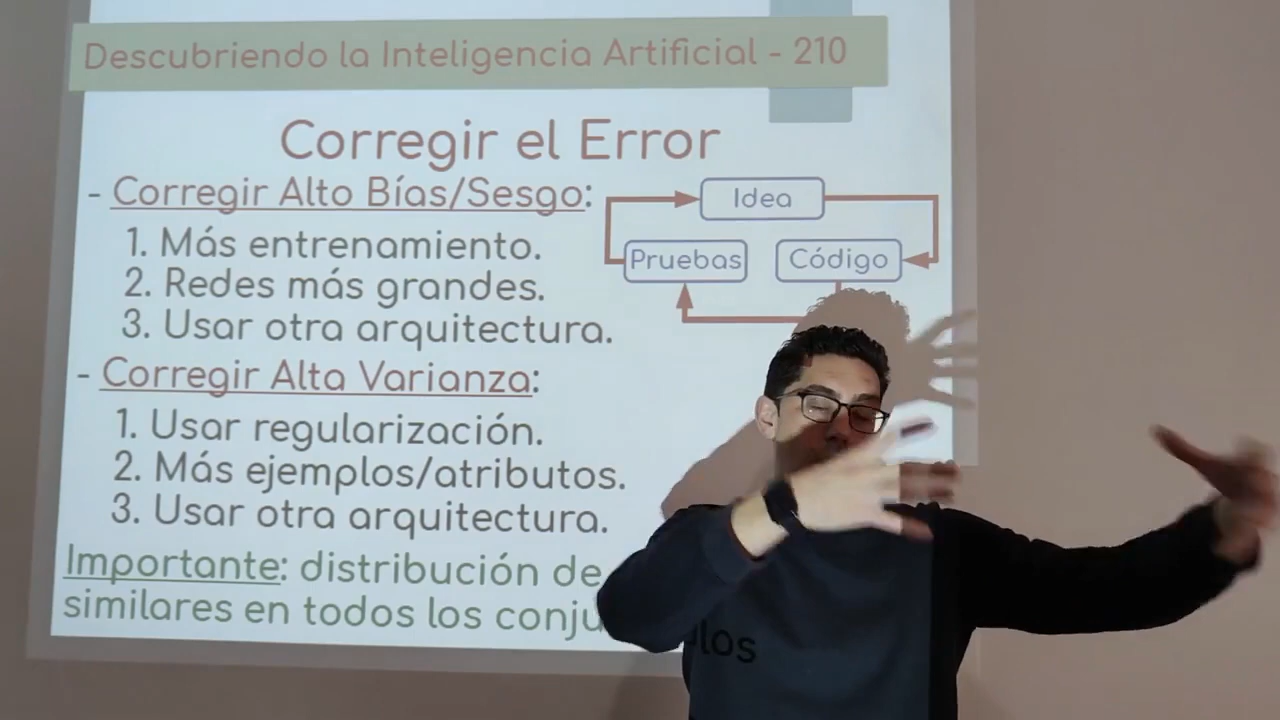 Descubriendo la Inteligencia Artificial - 210
Corregir el Error
- Corregir Alto Bías/Sesgo:
1. Más entrenamiento.
2. Redes más grandes.
3. Usar otra arquitectura.
Idea
Pruebas
Código
- Corregir Alta Varianza:
1. Usar regularización.
2. Más ejemplos/atributos.
3. Usar otra arquitectura.
Importante: distribución de
similares en todos los conju los